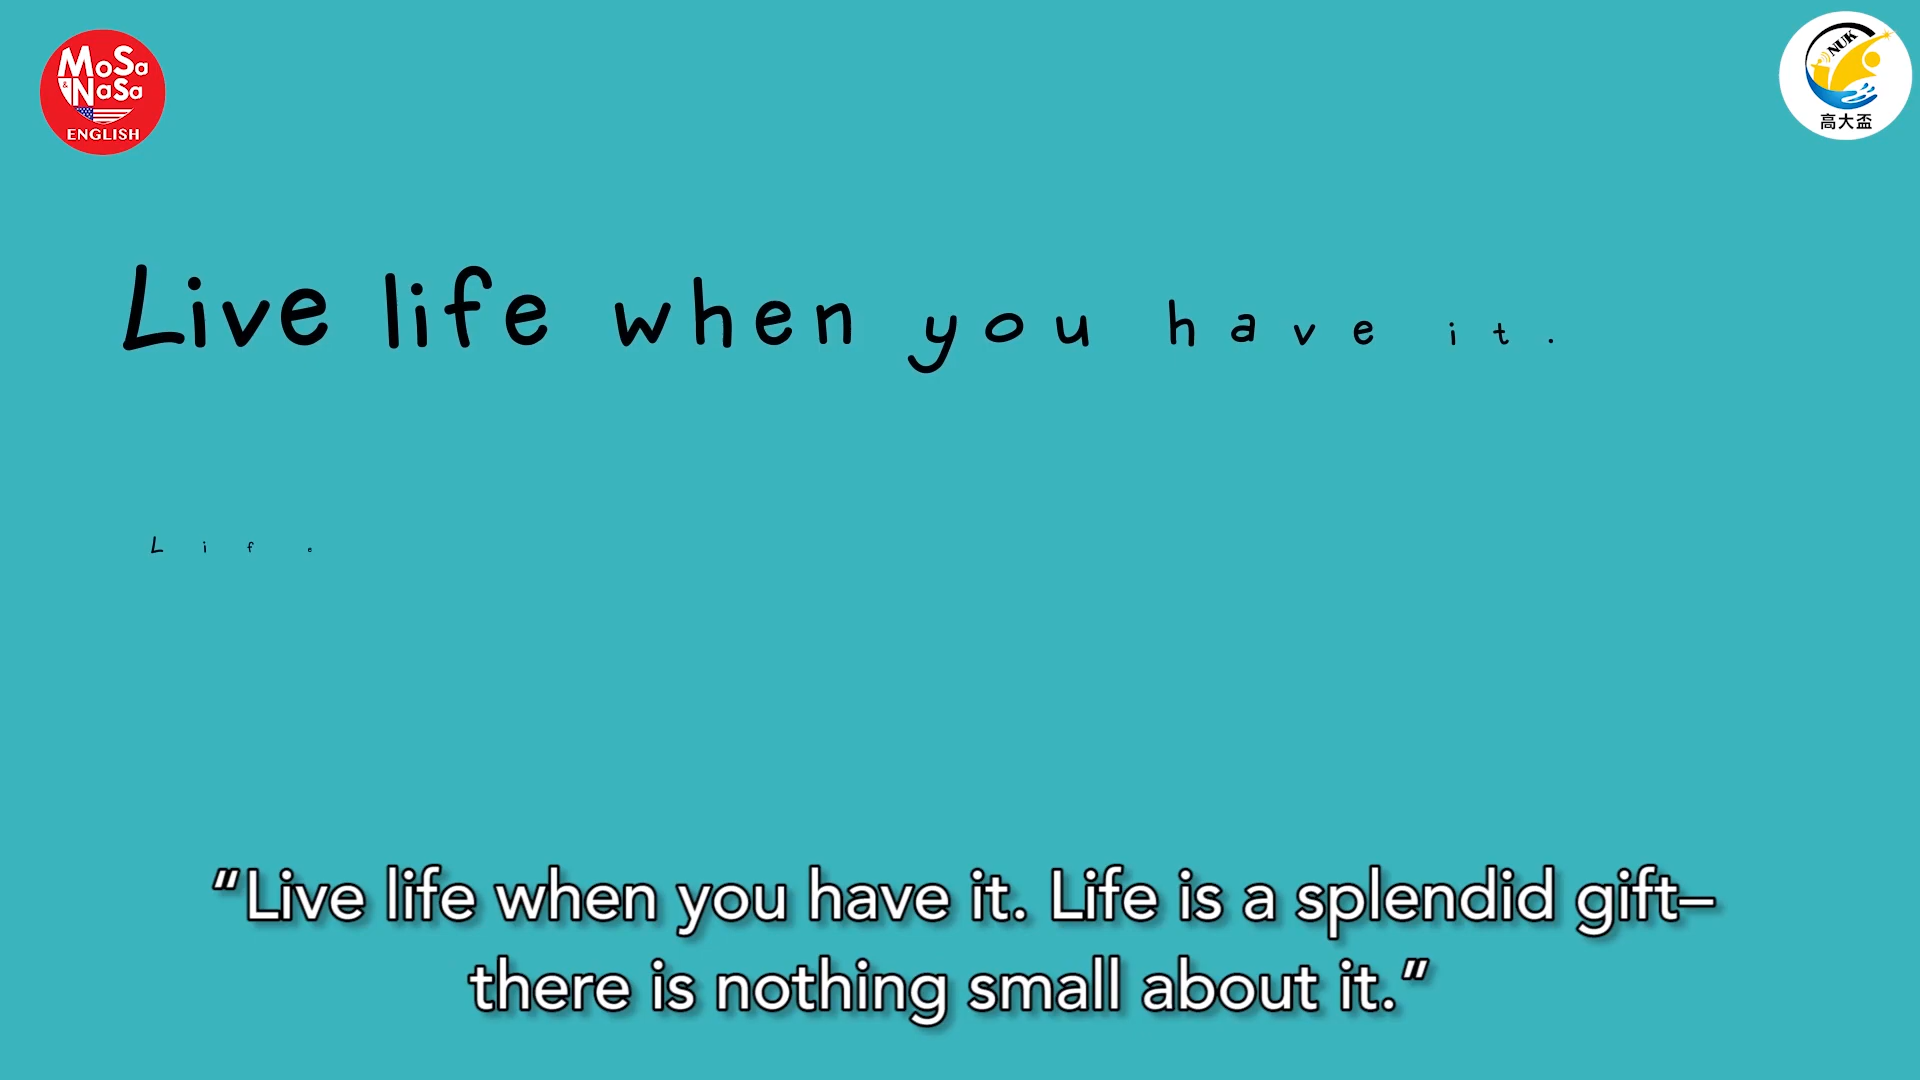 MoSa
& NaSa
ENGLISH
NUK
高大盃
Live life when you have it.
Life
“Live life when you have it. Life is a splendid gift–
there is nothing small about it.”